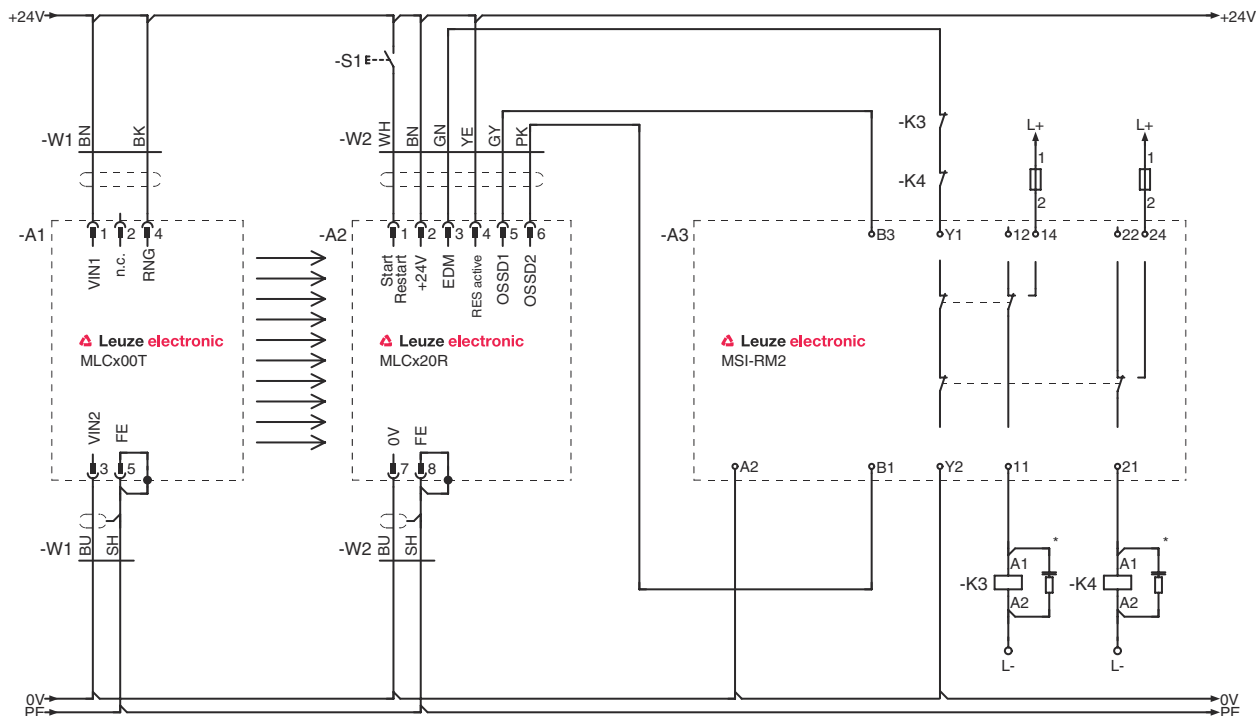 +24V
+24V
-S1
-W1
BN
BK
-W2
WH
BN
GN
YE
GY
PK
-K3
-K4
L+
1
2
L+
1
2
-A1
1
2
4
VIN1
n.c.
RNG
-A2
1
2
3
4
5
6
Start
Restart
+24V
EDM
RES active
OSSD1
OSSD2
-A3
B3
Y1
12
14
22
24
Leuze electronic
MLCx00T
Leuze electronic
MLCx20R
Leuze electronic
MSI-RM2
VIN2
FE
3
5
0V
FE
7
8
A2
B1
Y2
11
21
-W1
BU
SH
-W2
BU
SH
-K3
A1
A2
*
L-
-K4
A1
A2
*
L-
0V
0V
PE
PE